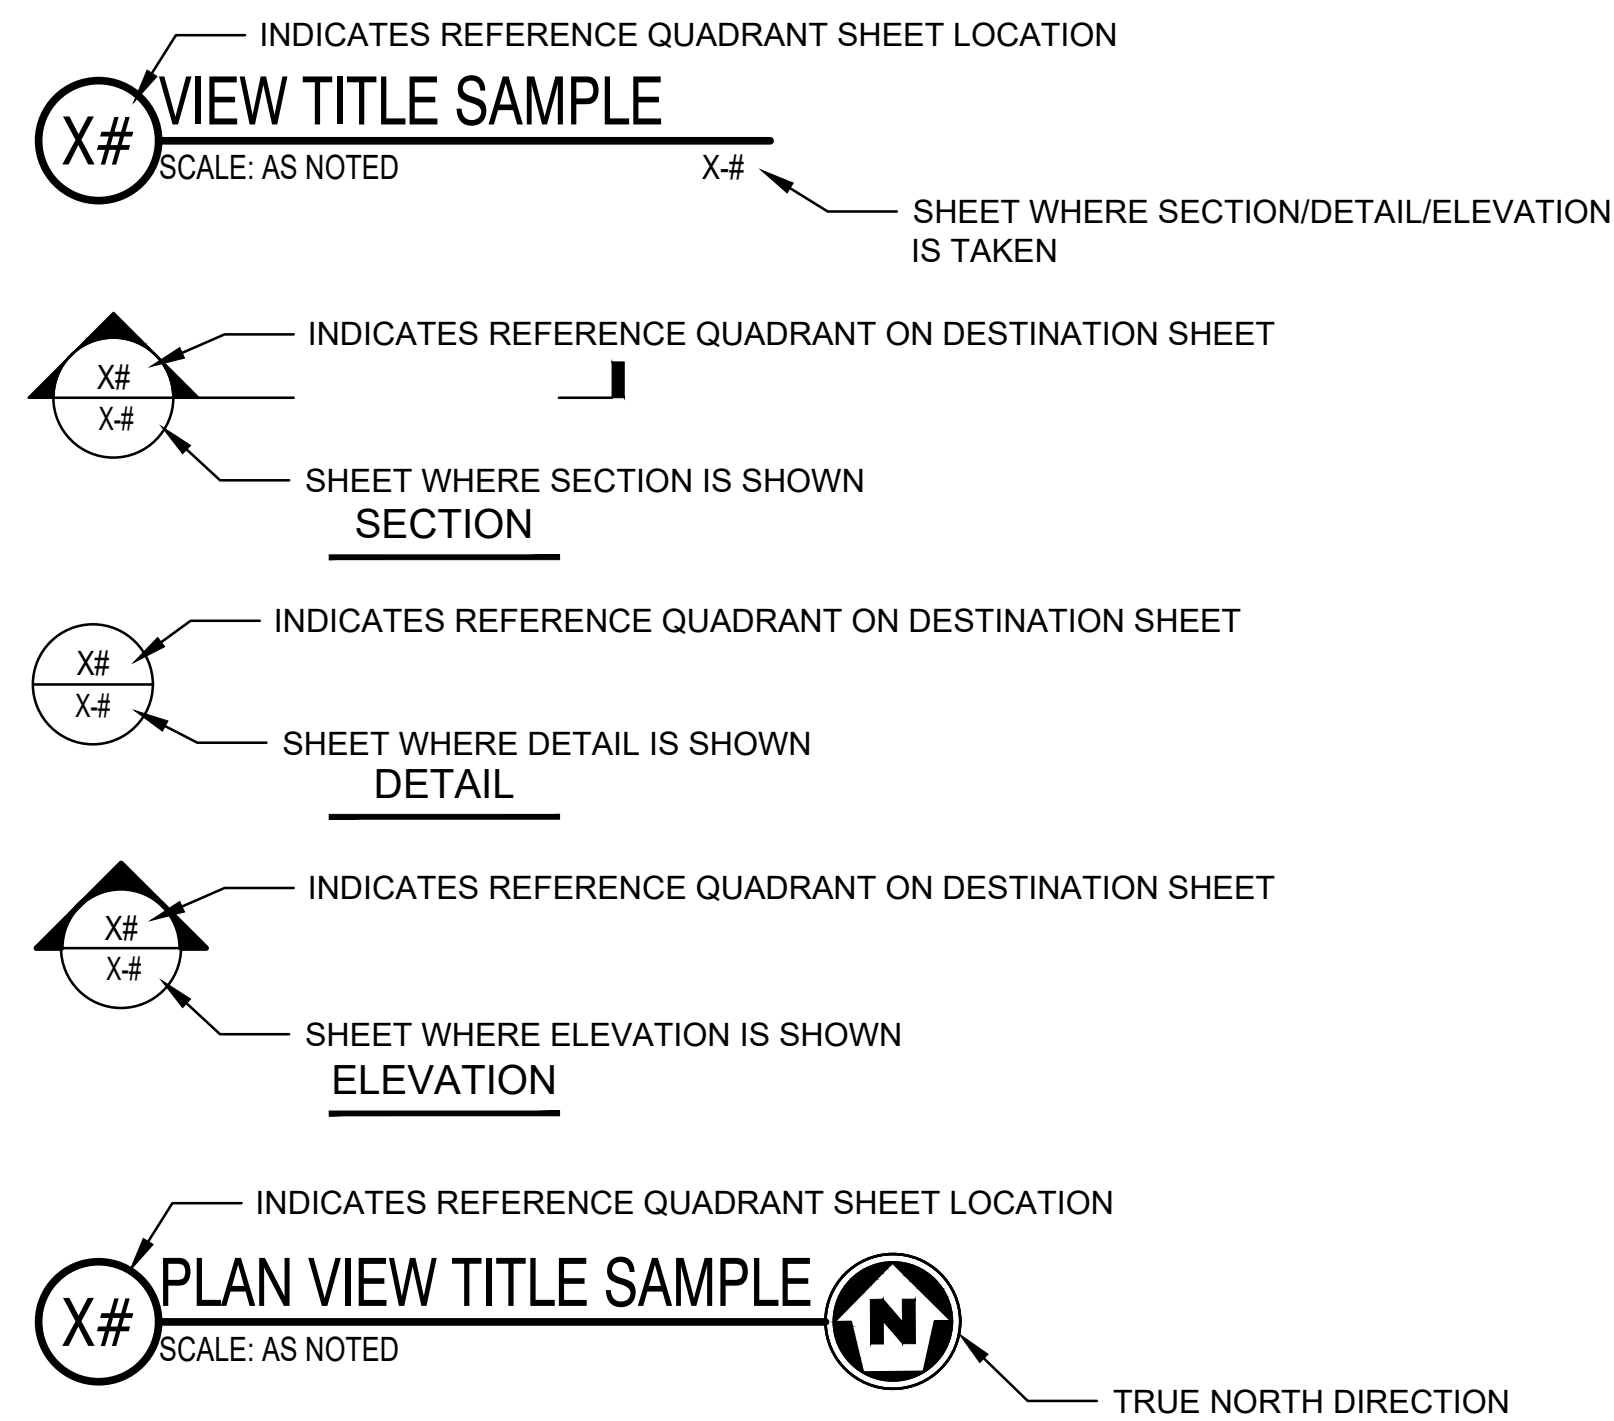 INDICATES REFERENCE QUADRANT SHEET LOCATION
VIEW TITLE SAMPLE
X#
SCALE: AS NOTED
X-#
SHEET WHERE SECTION/DETAIL/ELEVATION
IS TAKEN
INDICATES REFERENCE QUADRANT ON DESTINATION SHEET
X#
X-#
SHEET WHERE SECTION IS SHOWN
SECTION
INDICATES REFERENCE QUADRANT ON DESTINATION SHEET
X#
X-#
SHEET WHERE DETAIL IS SHOWN
DETAIL
INDICATES REFERENCE QUADRANT ON DESTINATION SHEET
X#
X-#
SHEET WHERE ELEVATION IS SHOWN
ELEVATION
INDICATES REFERENCE QUADRANT SHEET LOCATION
PLAN VIEW TITLE SAMPLE
X#
N
SCALE: AS NOTED
TRUE NORTH DIRECTION